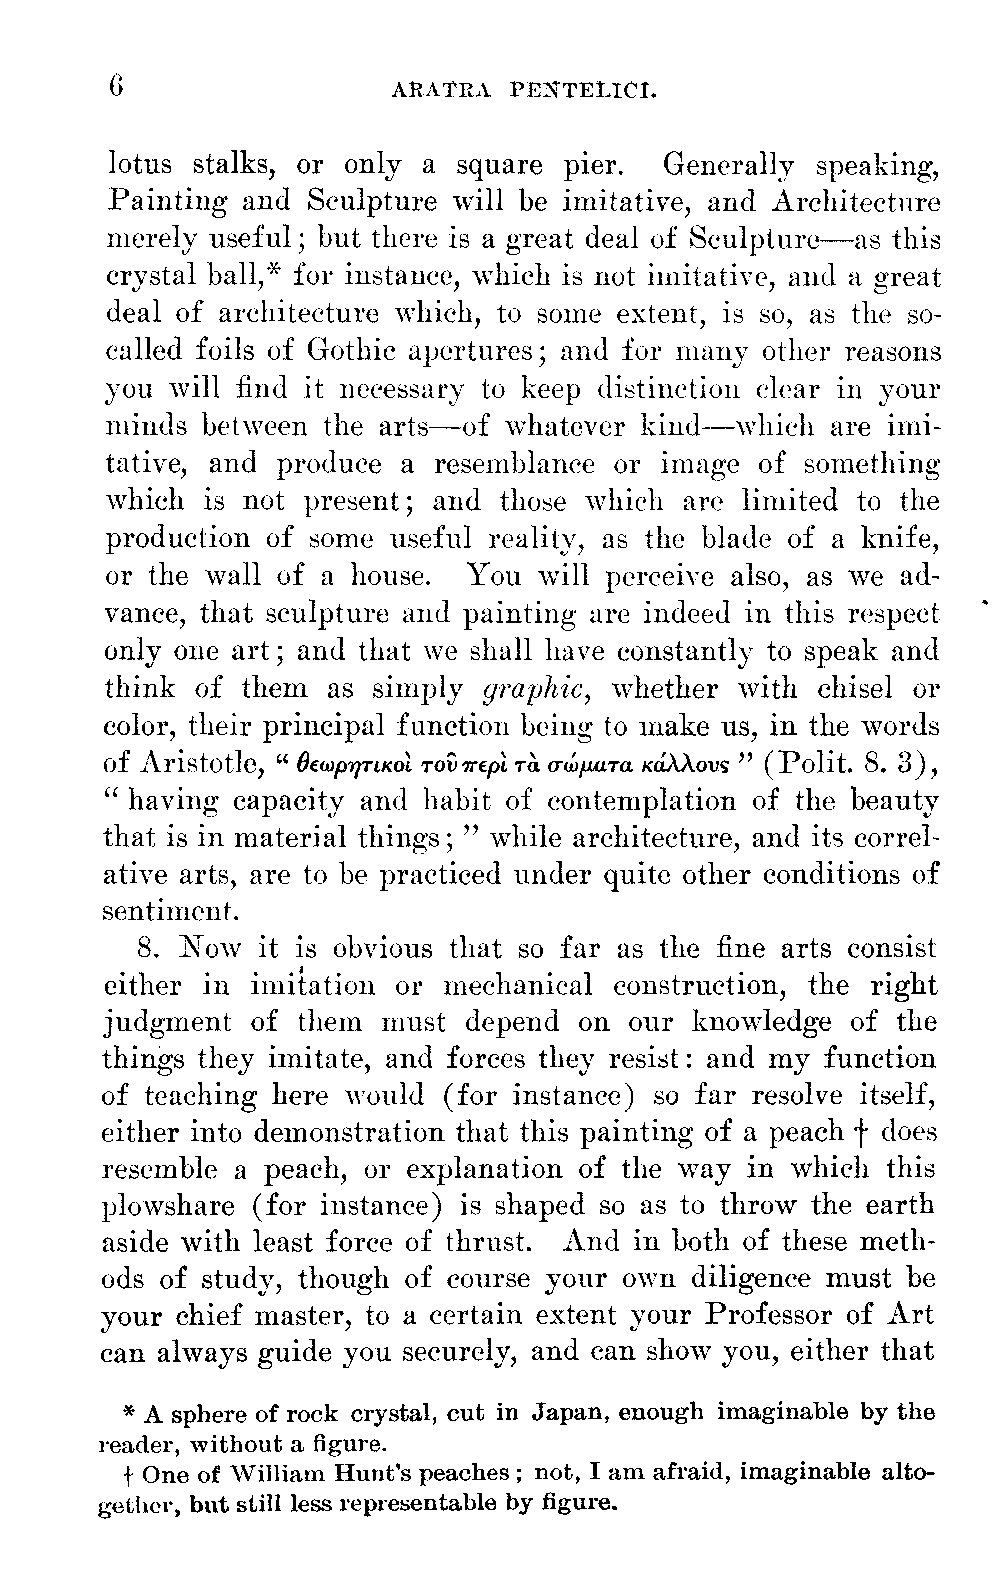 6 ARATRA PENTELICI.
lotus stalks, or only a square pier. Generally speaking,
Painting and Sculpture will be imitative, and Architecture
merely useful; but there is a great deal of Sculpture—as this
crystal ball,* for instance, which is not imitative, and a great
deal of architecture which, to some extent, is so, as the so-
called foils of Gothic apertures; and for many other reasons
you will find it necessary to keep distinction clear in your
minds between the arts—of whatever kind—which are imi-
tative, and produce a resemblance or image of something
which is not present; and those which are limited to the
production of some useful reality, as the blade of a knife,
or the wall of a house. You will perceive also, as we ad-
vance, that sculpture and painting are indeed in this respect
only one art; and that we shall have constantly to speak and
think of them as simply graphic, whether with chisel or
color, their principal function being to make us, in the words
of Aristotle, “ θεωρητικοὶ τοῦ περὶ τὰ σώματα κάλλους ” (Polit. 8. 3),
“ having capacity and habit of contemplation of the beauty
that is in material things; ” while architecture, and its correl-
ative arts, are to be practiced under quite other conditions of
sentiment.
8. Now it is obvious that so far as the fine arts consist
either in imitation or mechanical construction, the right
judgment of them must depend on our knowledge of the
things they imitate, and forces they resist: and my function
of teaching here would (for instance) so far resolve itself,
either into demonstration that this painting of a peach † does
resemble a peach, or explanation of the way in which this
plowshare (for instance) is shaped so as to throw the earth
aside with least force of thrust. And in both of these meth-
ods of study, though of course your own diligence must be
your chief master, to a certain extent your Professor of Art
can always guide you securely, and can show you, either that
* A sphere of rock crystal, cut in Japan, enough imaginable by the
reader, without a figure.
† One of William Hunt's peaches; not, I am afraid, imaginable alto-
gether, but still less representable by figure.